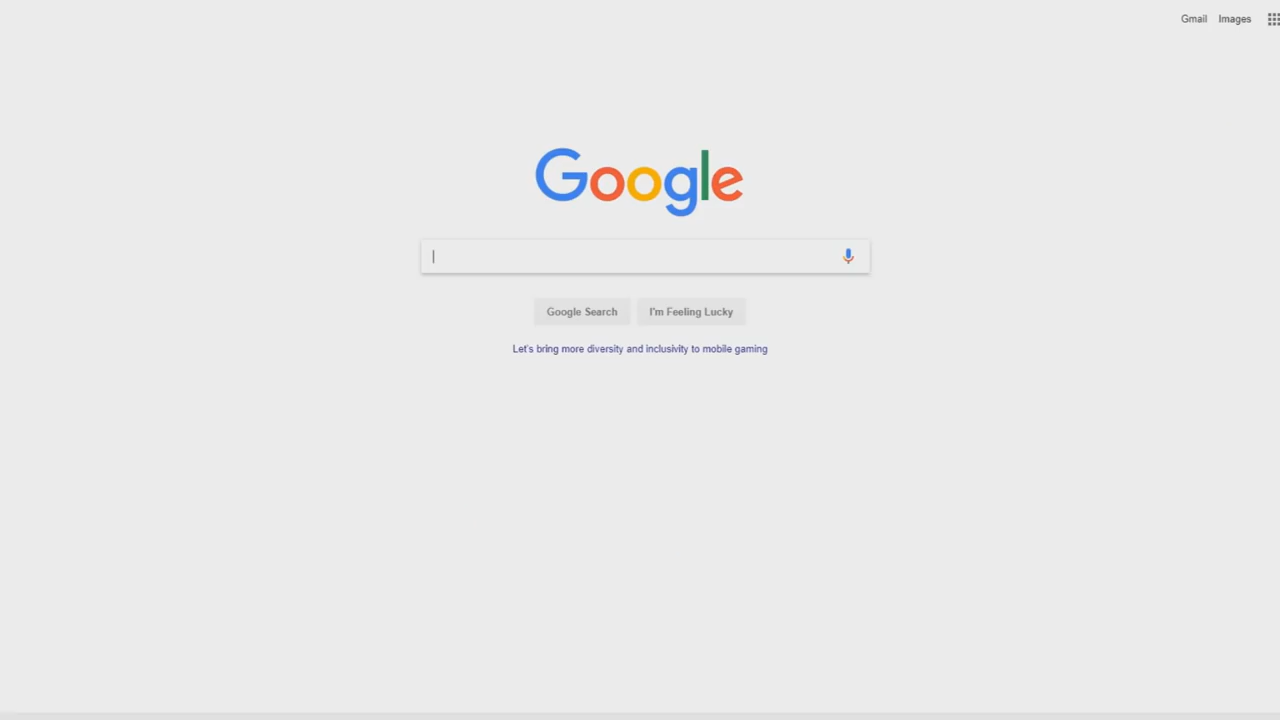 Gmail Images
Google
Google Search I'm Feeling Lucky
Let's bring more diversity and inclusivity to mobile gaming